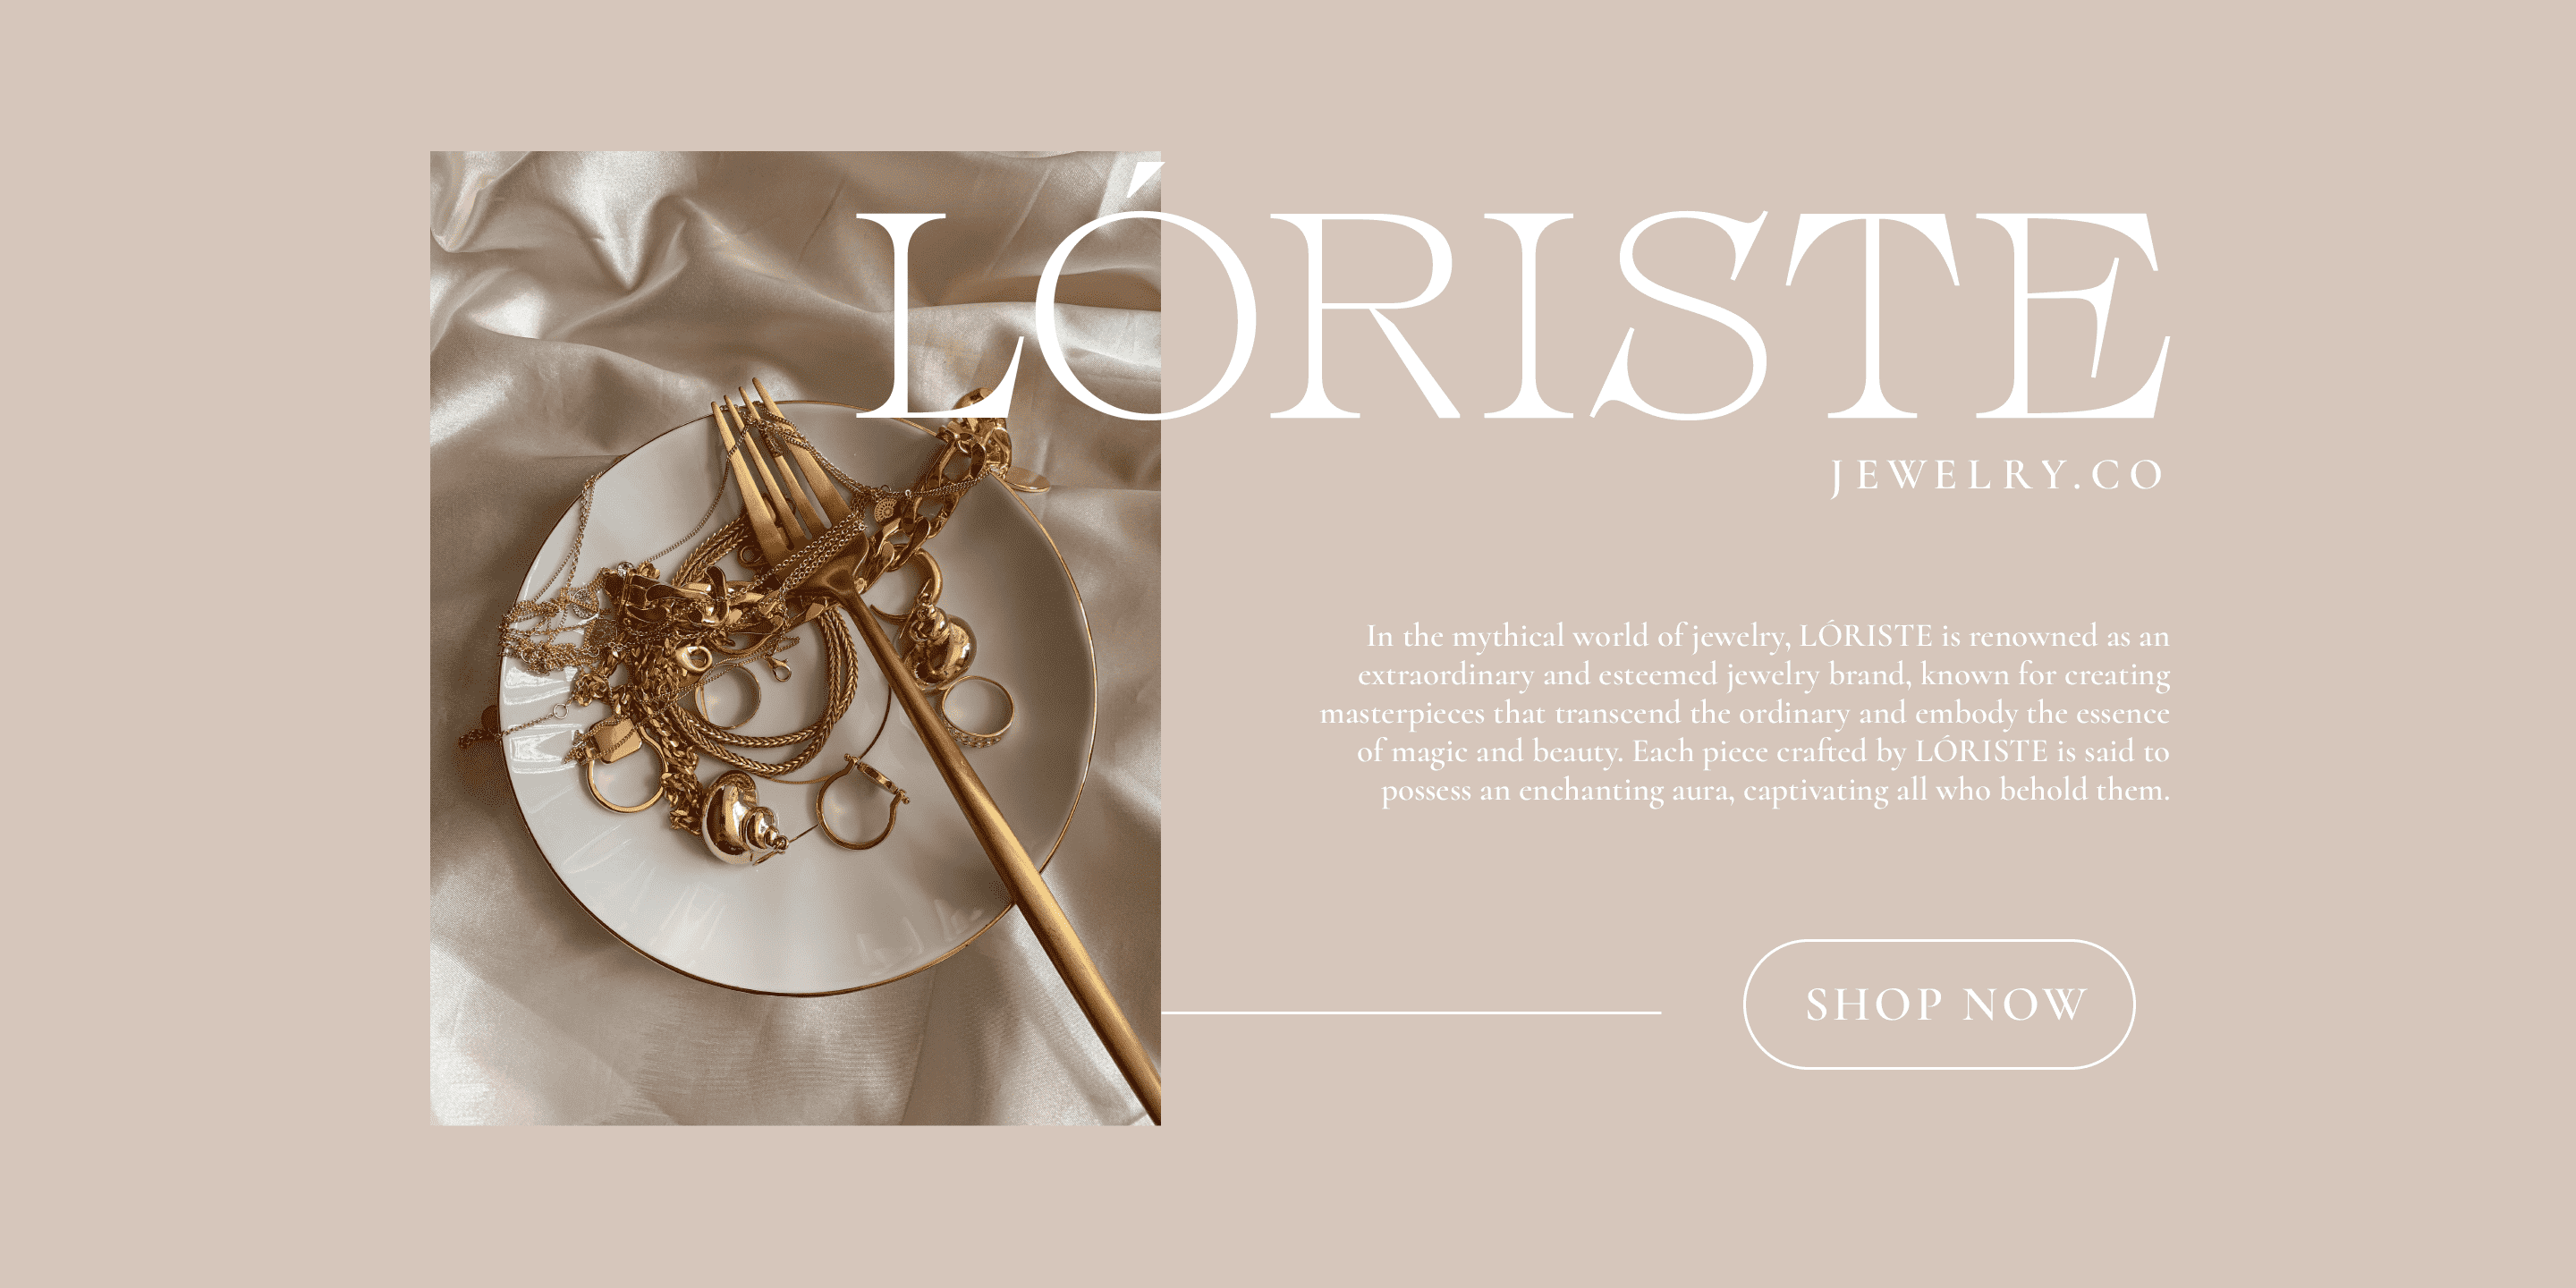 LÓRISTE
JEWELRY.CO
In the mythical world of jewelry, LÓRISTE is renowned as an
extraordinary and esteemed jewelry brand, known for creating
masterpieces that transcend the ordinary and embody the essence
of magic and beauty. Each piece crafted by LÓRISTE is said to
possess an enchanting aura, captivating all who behold them.
SHOP NOW